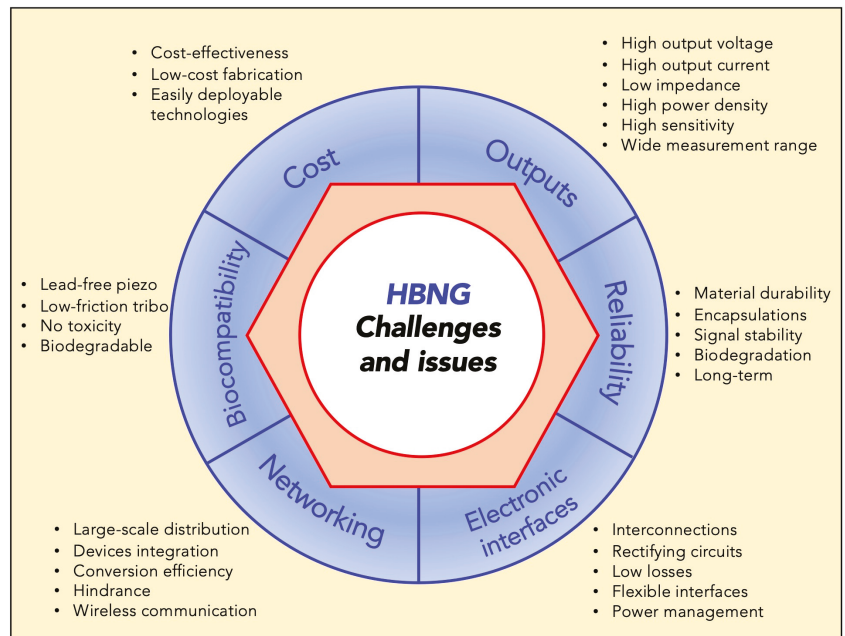 • Cost-effectiveness
• Low-cost fabrication
• Easily deployable
technologies
• High output voltage
• High output current
• Low impedance
• High power density
• High sensitivity
• Wide measurement range
Cost
Outputs
Biocompatibility
Reliability
Networking
Electronic
interfaces
HBNG
Challenges
and issues
• Lead-free piezo
• Low-friction tribo
• No toxicity
• Biodegradable
• Material durability
• Encapsulations
• Signal stability
• Biodegradation
• Long-term
• Large-scale distribution
• Devices integration
• Conversion efficiency
• Hindrance
• Wireless communication
• Interconnections
• Rectifying circuits
• Low losses
• Flexible interfaces
• Power management